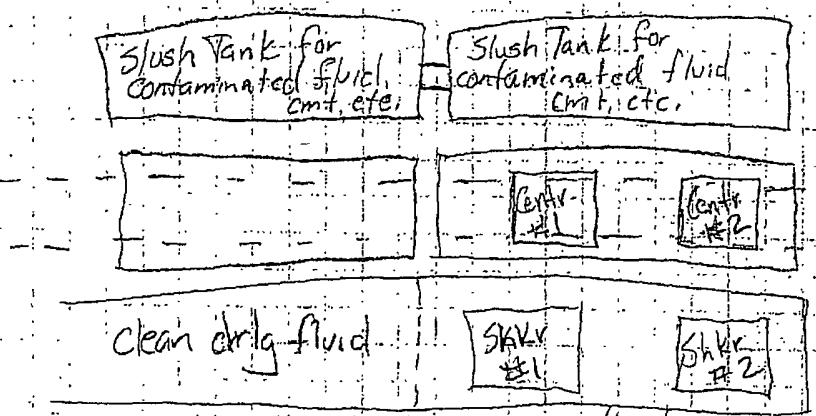 Slush Tank for
contaminated fluid,
cmt, etc.
Slush Tank for
contaminated fluid
cmt, etc.
Centr.
#1
Centr
#2
Clean drlg fluid
ShKr
#1
ShKr
#2